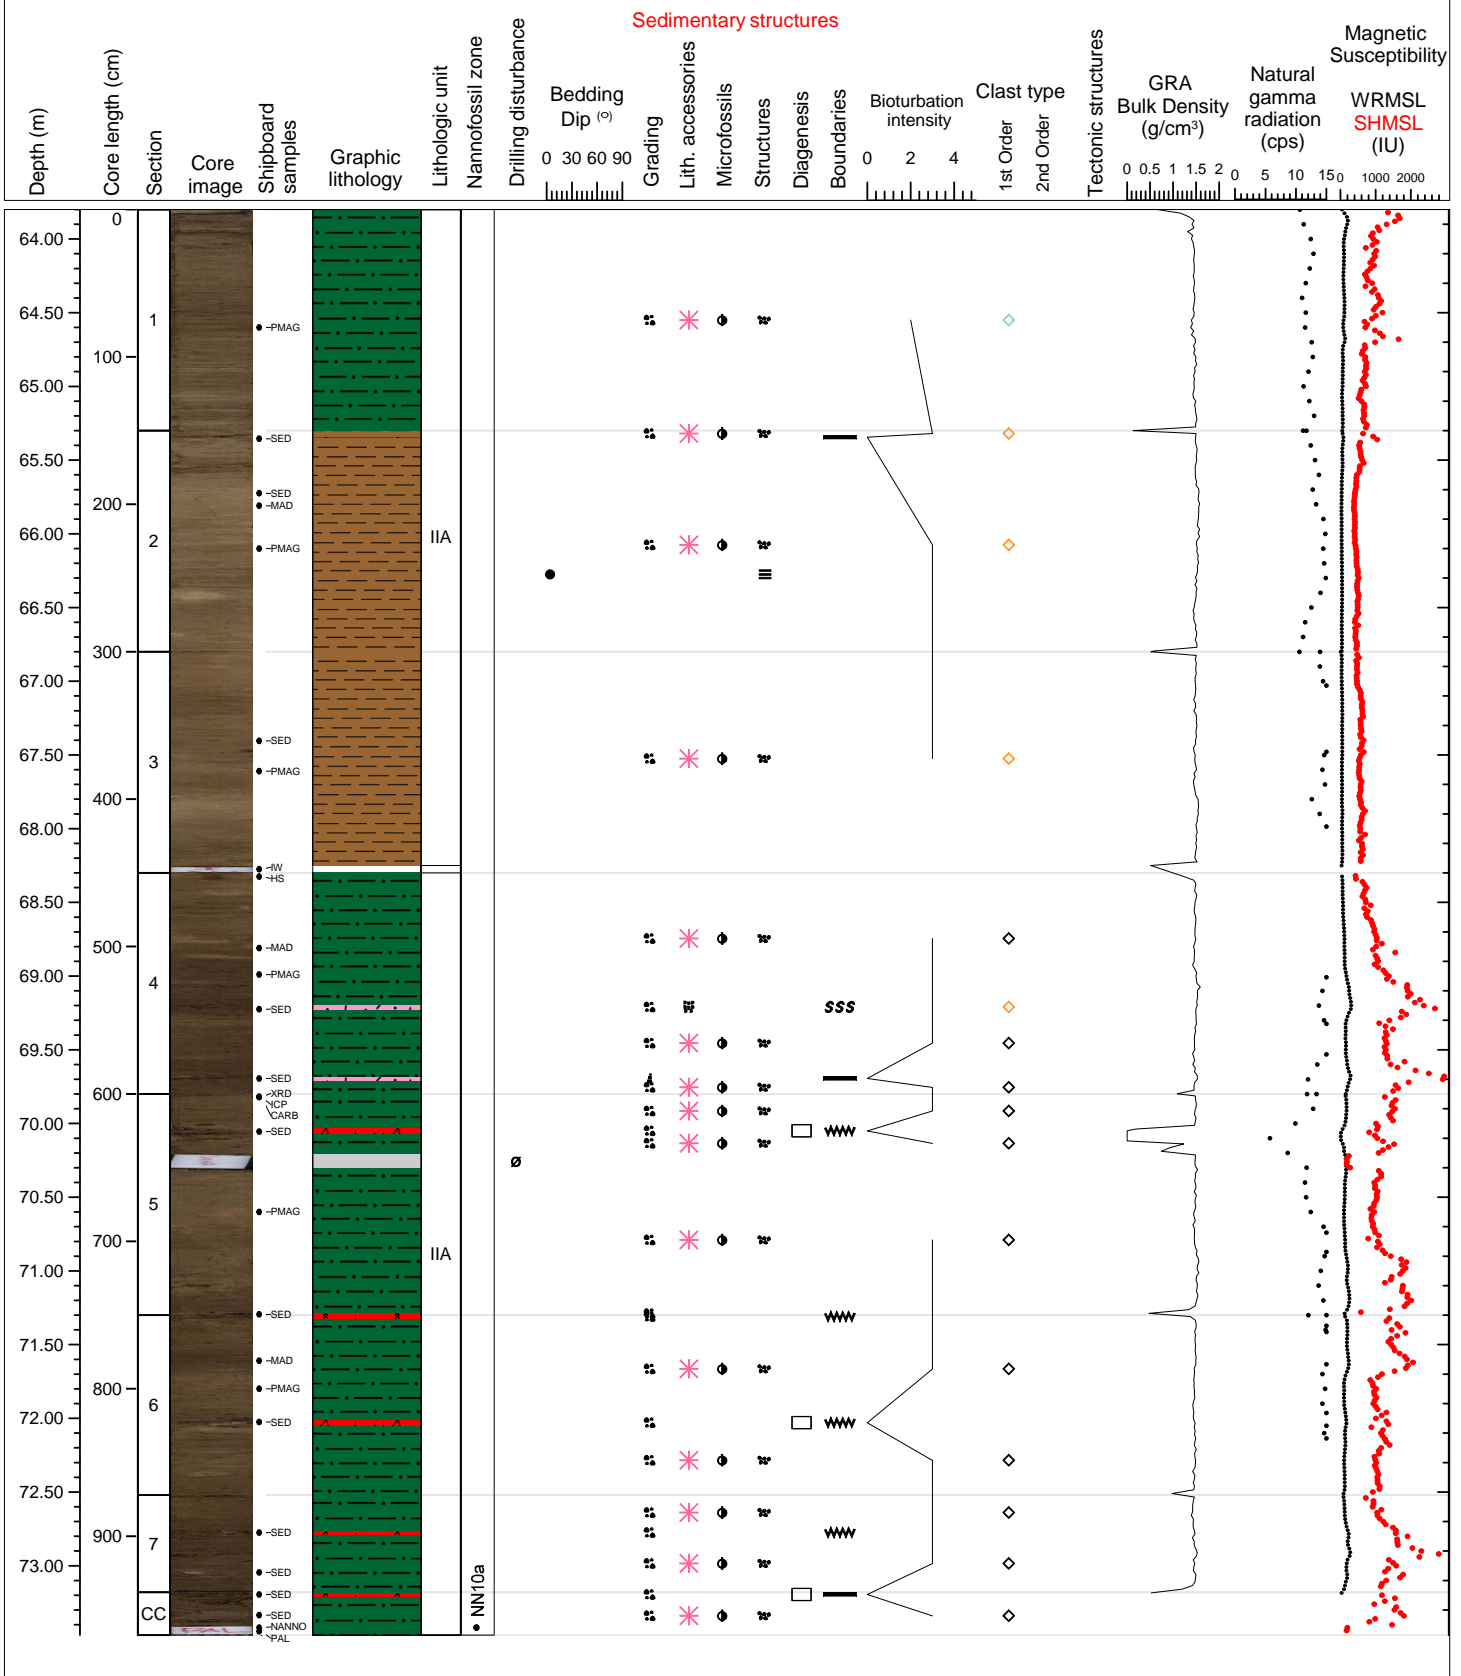 Sedimentary structures
Depth (m)
Core length (cm)
Section
Core
image
Shipboard
samples
Graphic
lithology
Lithologic unit
Nannofossil zone
Drilling disturbance
Bedding
Dip (o)
0 30 60 90
Grading
Lith. accessories
Microfossils
Structures
Diagenesis
Boundaries
Bioturbation
intensity
0 2 4
Clast type
1st Order
2nd Order
Tectonic structures
GRA
Bulk Density
(g/cm3)
0 0.5 1 1.5 2
Natural
gamma
radiation
(cps)
0 5 10 15
Magnetic
Susceptibility
WRMSL
SHMSL
(IU)
0 1000 2000
0
64.00
64.50
1
PMAG
100
65.00
SED
65.50
SED
200
MAD
66.00
2
PMAG
IIA
66.50
300
67.00
SED
67.50
3
PMAG
400
68.00
IW
HS
68.50
500
MAD
69.00
4
PMAG
SED
sss
69.50
SED
600
XRD
ICP
CARB
70.00
SED
ø
70.50
5
PMAG
700
IIA
71.00
SED
71.50
MAD
800
PMAG
6
72.00
SED
72.50
900
SED
7
73.00
SED
SED
NN10a
CC
SED
NANNO
PAL
PAL